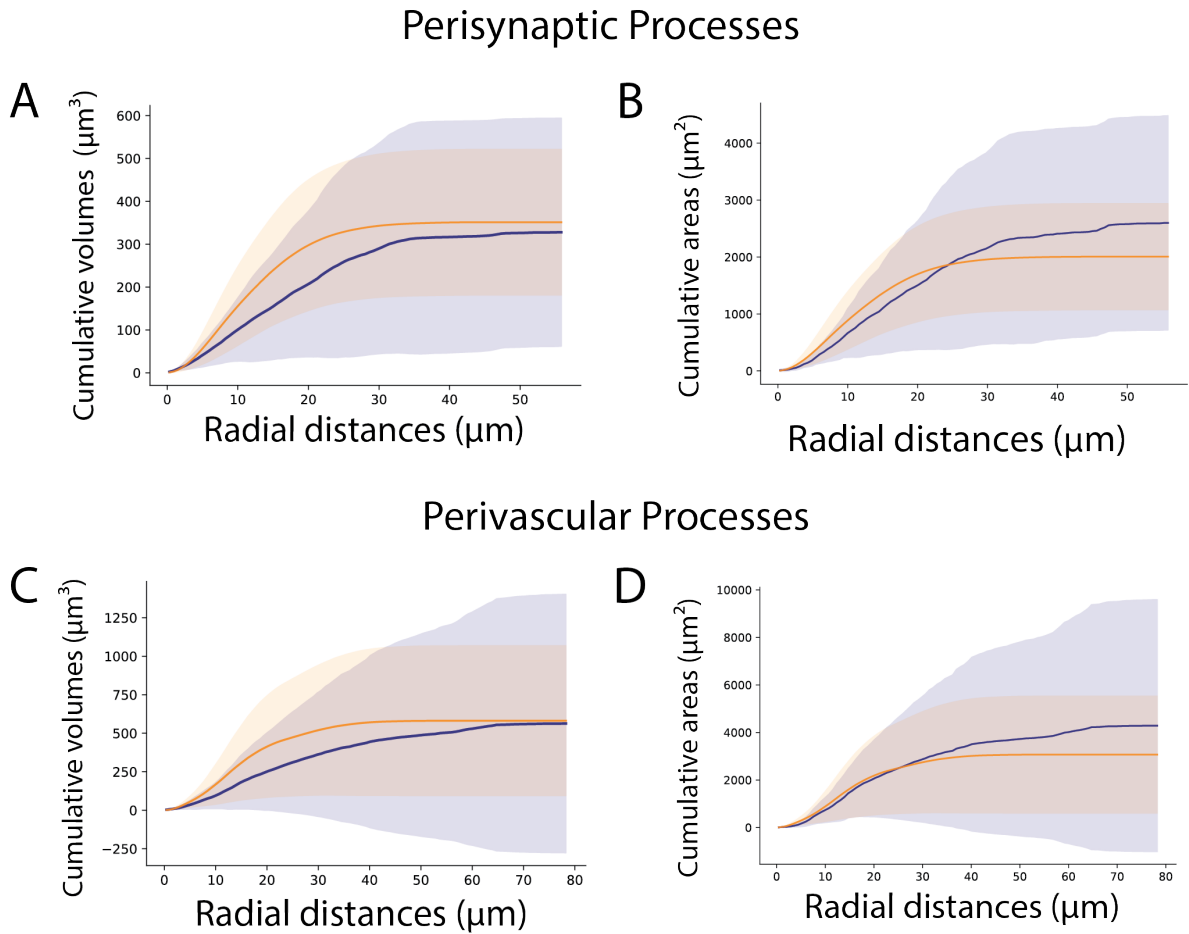 Perisynaptic Processes
A
Cumulative volumes (µm³)
600
500
400
300
200
100
0
0 10 20 30 40 50
Radial distances (µm)
B
Cumulative areas (µm²)
4000
3000
2000
1000
0
0 10 20 30 40 50
Radial distances (µm)
Perivascular Processes
C
Cumulative volumes (µm³)
1250
1000
750
500
250
0
−250
0 10 20 30 40 50 60 70 80
Radial distances (µm)
D
Cumulative areas (µm²)
10000
8000
6000
4000
2000
0
0 10 20 30 40 50 60 70 80
Radial distances (µm)